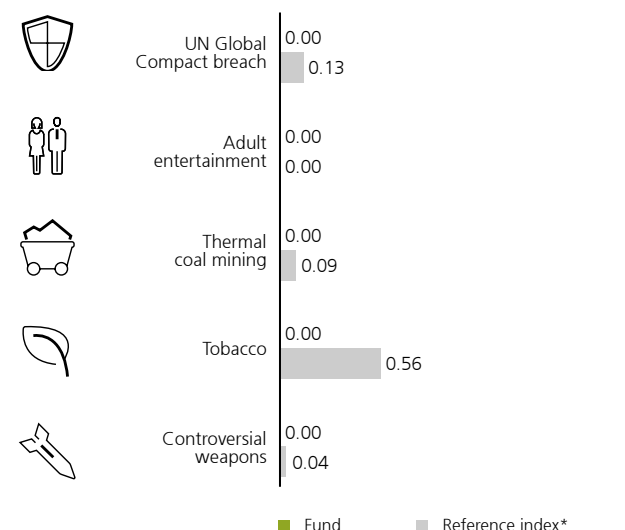 UN Global
Compact breach
0.00
0.13
Adult
entertainment
0.00
0.00
Thermal
coal mining
0.00
0.09
Tobacco
0.00
0.56
Controversial
weapons
0.00
0.04
Fund
Reference index*